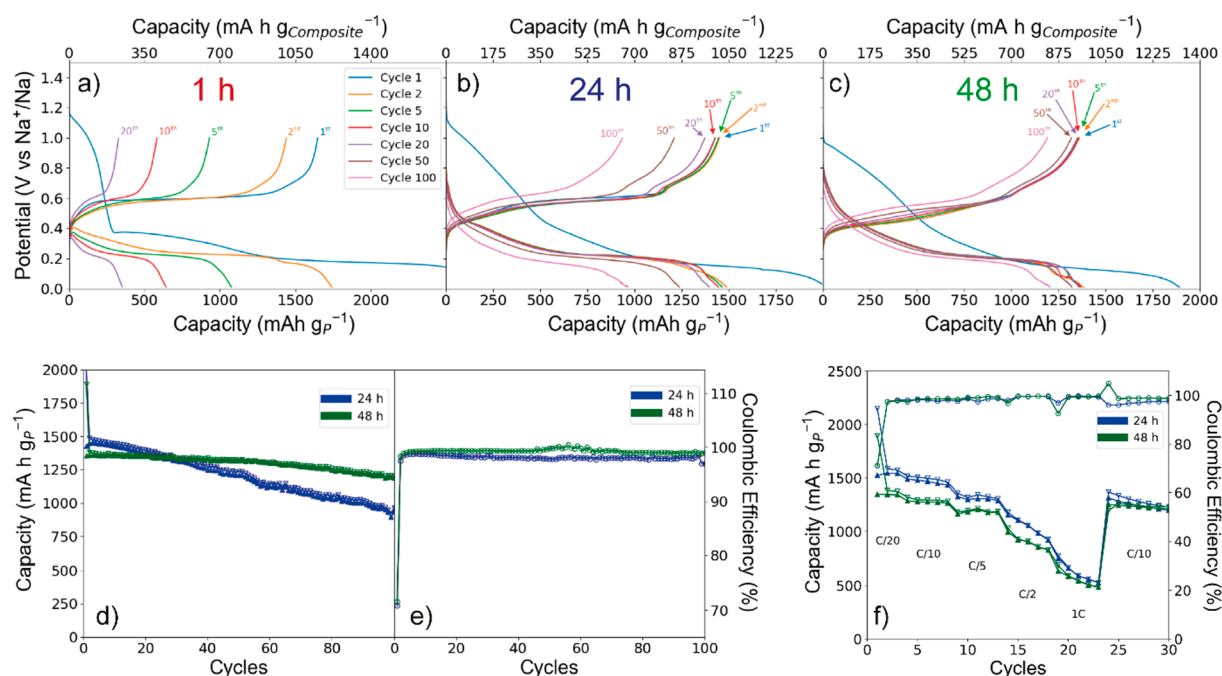 Capacity (mA h g_Composite⁻¹)
Capacity (mA h g_Composite⁻¹)
Capacity (mA h g_Composite⁻¹)
0 350 700 1050 1400
0 175 350 525 700 875 1050 1225
0 175 350 525 700 875 1050 1225 1400
Potential (V vs Na⁺/Na)
1.4
1.2
1.0
0.8
0.6
0.4
0.2
0.0
a) 1 h
Cycle 1
Cycle 2
Cycle 5
Cycle 10
Cycle 20
Cycle 50
Cycle 100
20th 10th 5th 2nd 1st
b) 24 h
100th 50th 20th 10th 5th 2nd 1st
c) 48 h
100th 50th 20th 10th 5th 2nd 1st
0 500 1000 1500 2000
0 250 500 750 1000 1250 1500 1750
0 250 500 750 1000 1250 1500 1750 2000
Capacity (mAh g_P⁻¹)
Capacity (mAh g_P⁻¹)
Capacity (mAh g_P⁻¹)
Capacity (mA h g_P⁻¹)
2000
1750
1500
1250
1000
750
500
250
0
24 h
48 h
d)
0 20 40 60 80
Cycles
24 h
48 h
e)
110
100
90
80
70
Coulombic Efficiency (%)
0 20 40 60 80 100
Cycles
Capacity (mA h g_P⁻¹)
2500
2000
1500
1000
500
0
24 h
48 h
C/20
C/10
C/5
C/2
1C
C/10
f)
100
80
60
40
20
0
Coulombic Efficiency (%)
0 5 10 15 20 25 30
Cycles